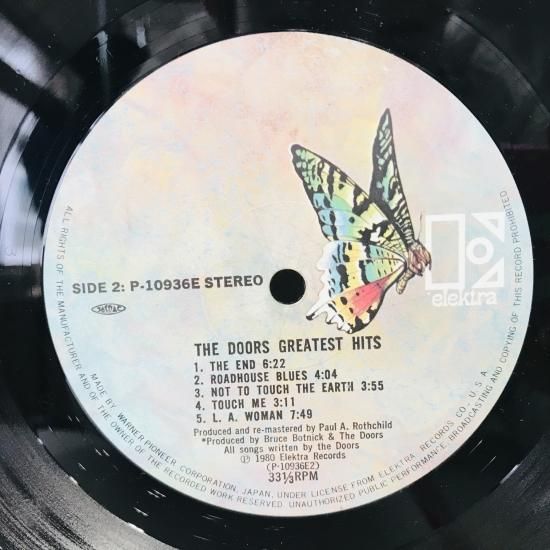 SIDE 2: P-10936E STEREO
JASRAC
elektra
THE DOORS GREATEST HITS
1. THE END 6:22
2. ROADHOUSE BLUES 4:04
3. NOT TO TOUCH THE EARTH 3:55
4. TOUCH ME 3:11
5. L. A. WOMAN 7:49
Produced and re-mastered by Paul A. Rothchild
*Produced by Bruce Botnick & The Doors
All songs written by the Doors
Ⓟ 1980 Elektra Records
(P-10936E2)
33⅓RPM
MADE BY WARNER-PIONEER CORPORATION, JAPAN, UNDER LICENSE FROM ELEKTRA RECORDS CO., U. S. A.
ALL RIGHTS OF THE MANUFACTURER AND OF THE OWNER OF THE RECORDED WORK RESERVED. UNAUTHORIZED PUBLIC PERFORMANCE, BROADCASTING AND COPYING OF THIS RECORD PROHIBITED